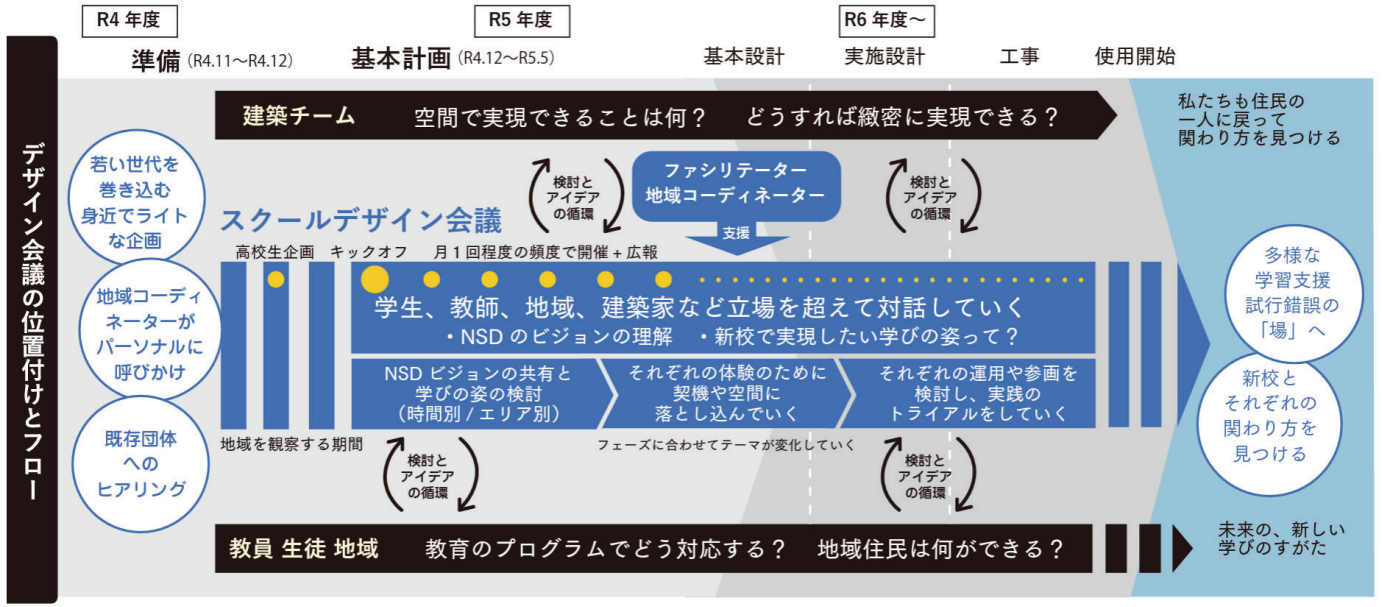 R4 年度
R5 年度
R6 年度～
準備（R4.11～R4.12）
基本計画（R4.12～R5.5）
基本設計
実施設計
工事
使用開始
デザイン会議の位置付けとフロー
建築チーム 空間で実現できることは何？ どうすれば緻密に実現できる？
私たちも住民の
一人に戻って
関わり方を見つける
若い世代を
巻き込む
身近でライト
な企画
地域コーディ
ネーターが
パーソナルに
呼びかけ
既存団体
への
ヒアリング
検討と
アイデア
の循環
ファシリテーター
地域コーディネーター
支援
検討と
アイデア
の循環
スクールデザイン会議
高校生企画 キックオフ 月１回程度の頻度で開催＋広報
学生、教師、地域、建築家など立場を超えて対話していく
・NSD のビジョンの理解 ・新校で実現したい学びの姿って？
NSD ビジョンの共有と
学びの姿の検討
（時間別 / エリア別）
それぞれの体験のために
契機や空間に
落とし込んでいく
それぞれの運用や参画を
検討し、実践の
トライアルをしていく
地域を観察する期間
フェーズに合わせてテーマが変化していく
検討と
アイデア
の循環
検討と
アイデア
の循環
多様な
学習支援
試行錯誤の
「場」へ
新校と
それぞれの
関わり方を
見つける
教員 生徒 地域 教育のプログラムでどう対応する？ 地域住民は何ができる？
未来の、新しい
学びのすがた